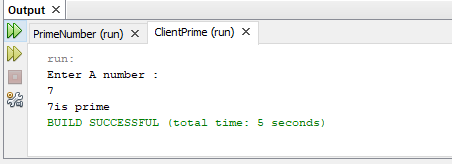 Output
PrimeNumber (run)
ClientPrime (run)
run:
Enter A number :
7
7is prime
BUILD SUCCESSFUL (total time: 5 seconds)